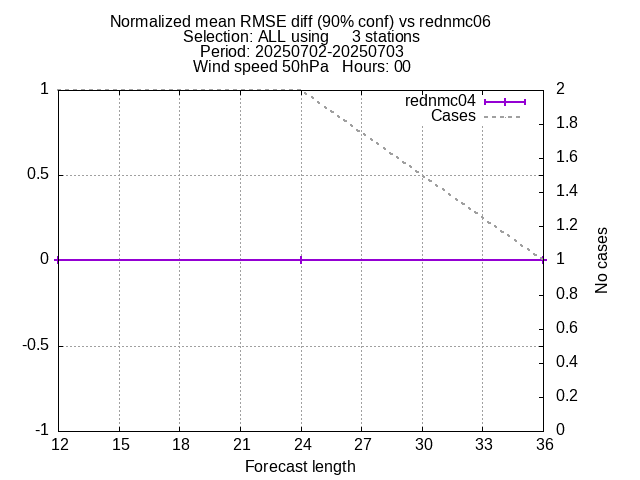 Normalized mean RMSE diff (90% conf) vs rednmc06
Selection: ALL using     3 stations
Period: 20250702-20250703
Wind speed 50hPa   Hours: 00
rednmc04
Cases
1
0.5
0
-0.5
-1
2
1.8
1.6
1.4
1.2
1
0.8
0.6
0.4
0.2
0
No cases
12 15 18 21 24 27 30 33 36
Forecast length